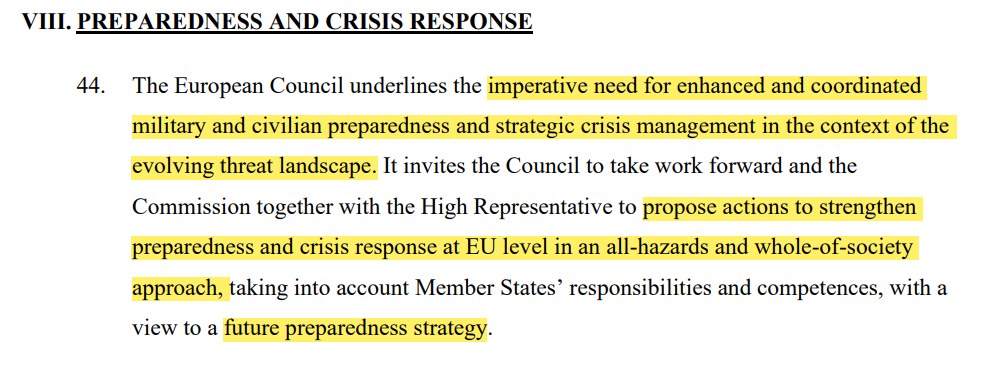 VIII. PREPAREDNESS AND CRISIS RESPONSE
44. The European Council underlines the imperative need for enhanced and coordinated
military and civilian preparedness and strategic crisis management in the context of the
evolving threat landscape. It invites the Council to take work forward and the
Commission together with the High Representative to propose actions to strengthen
preparedness and crisis response at EU level in an all-hazards and whole-of-society
approach, taking into account Member States’ responsibilities and competences, with a
view to a future preparedness strategy.